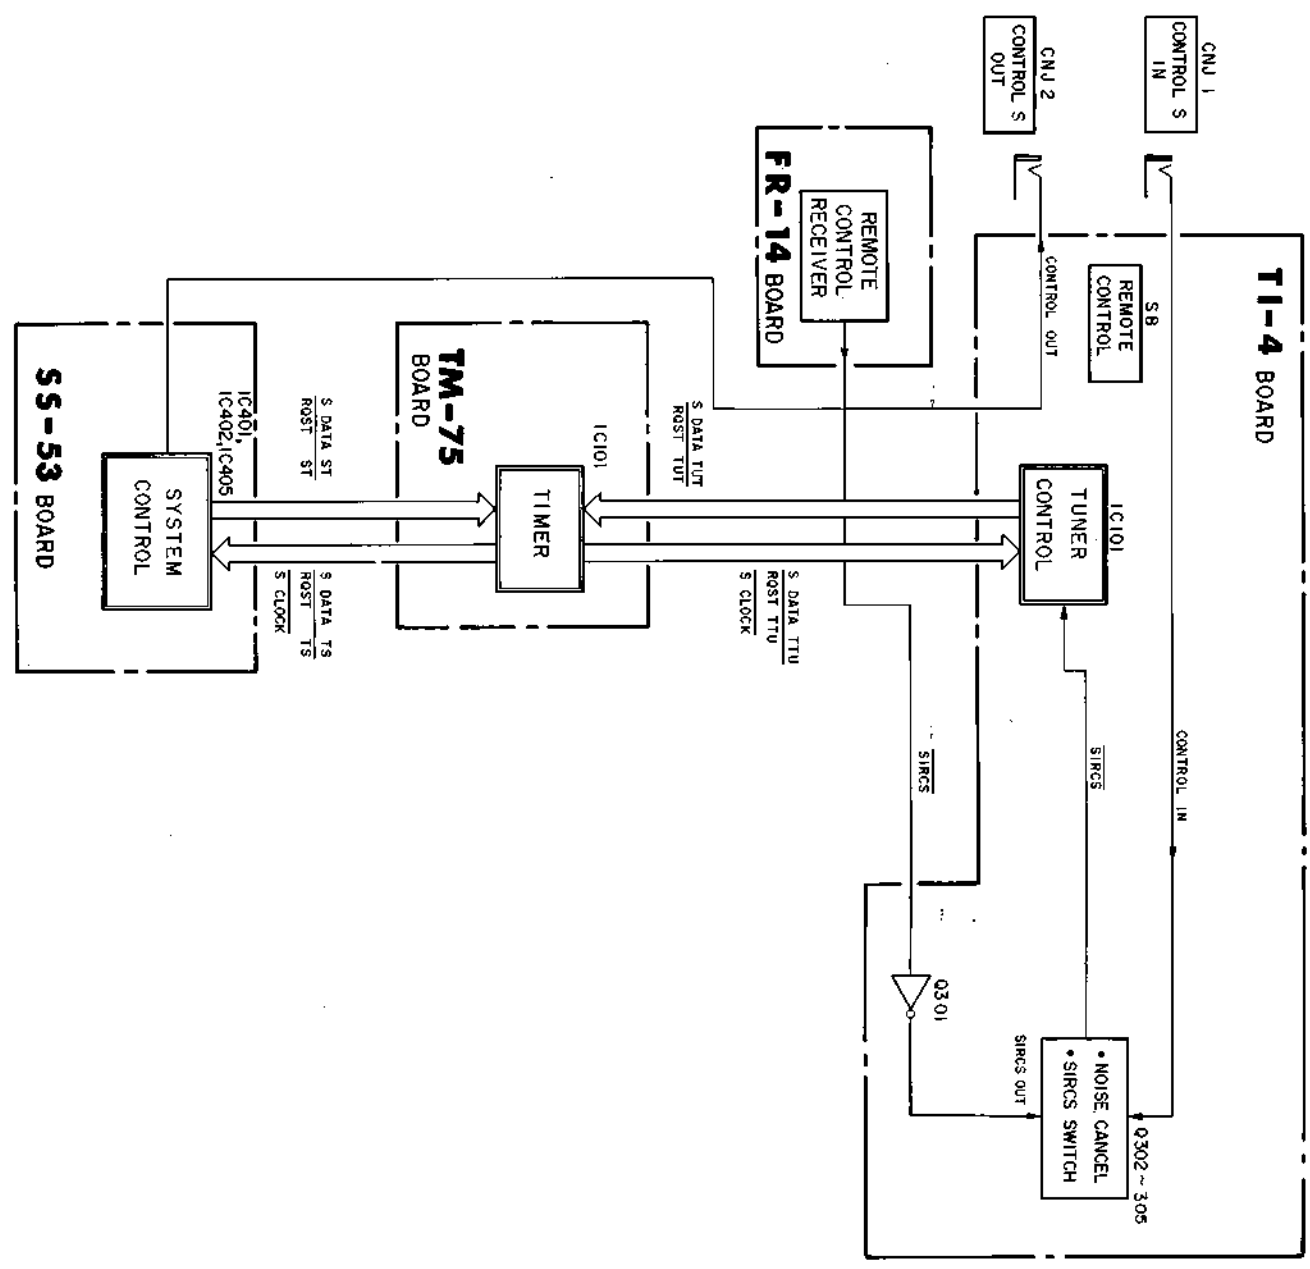 CNJ 1
CONTROL S
IN
CNJ 2
CONTROL S
OUT
TI-4 BOARD
S8
REMOTE
CONTROL
CONTROL OUT
CONTROL IN
IC101
TUNER
CONTROL
SIRCS
Q302~305
• NOISE CANCEL
• SIRCS SWITCH
SIRCS OUT
Q301
SIRCS
REMOTE
CONTROL
RECEIVER
FR-14 BOARD
S DATA TUT
RQST TUT
S DATA TTU
RQST TTU
S CLOCK
IC101
TIMER
TM-75
BOARD
S DATA ST
RQST ST
S DATA TS
RQST TS
S CLOCK
IC401,
IC402,IC405
SYSTEM
CONTROL
SS-53 BOARD